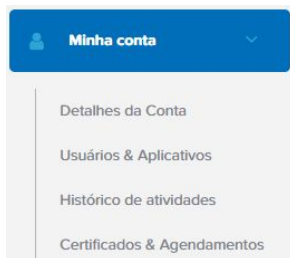 Minha conta
Detalhes da Conta
Usuários & Aplicativos
Histórico de atividades
Certificados & Agendamentos